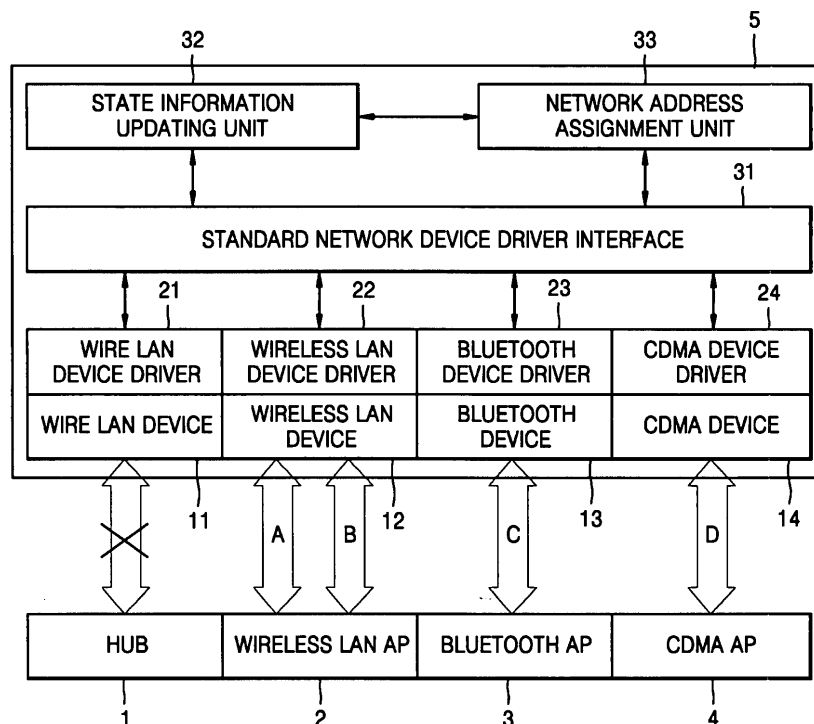 32
33
5
STATE INFORMATION
UPDATING UNIT
NETWORK ADDRESS
ASSIGNMENT UNIT
31
STANDARD NETWORK DEVICE DRIVER INTERFACE
21
22
23
24
WIRE LAN
DEVICE DRIVER
WIRELESS LAN
DEVICE DRIVER
BLUETOOTH
DEVICE DRIVER
CDMA DEVICE
DRIVER
WIRE LAN DEVICE
WIRELESS LAN
DEVICE
BLUETOOTH
DEVICE
CDMA DEVICE
11
12
13
14
A
B
C
D
HUB
WIRELESS LAN AP
BLUETOOTH AP
CDMA AP
1
2
3
4